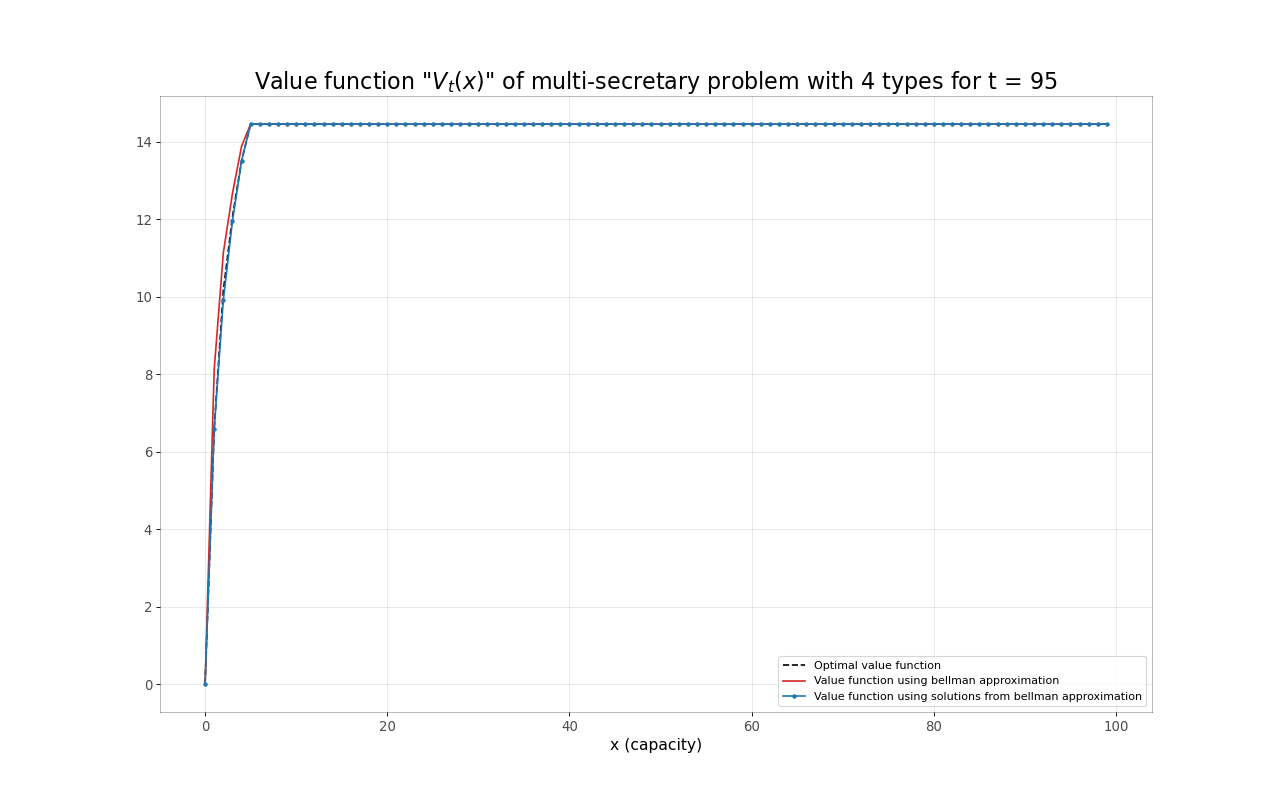 Value function "V_t(x)" of multi-secretary problem with 4 types for t = 95
14
12
10
8
6
4
2
0
Optimal value function
Value function using bellman approximation
Value function using solutions from bellman approximation
0 20 40 60 80 100
x (capacity)